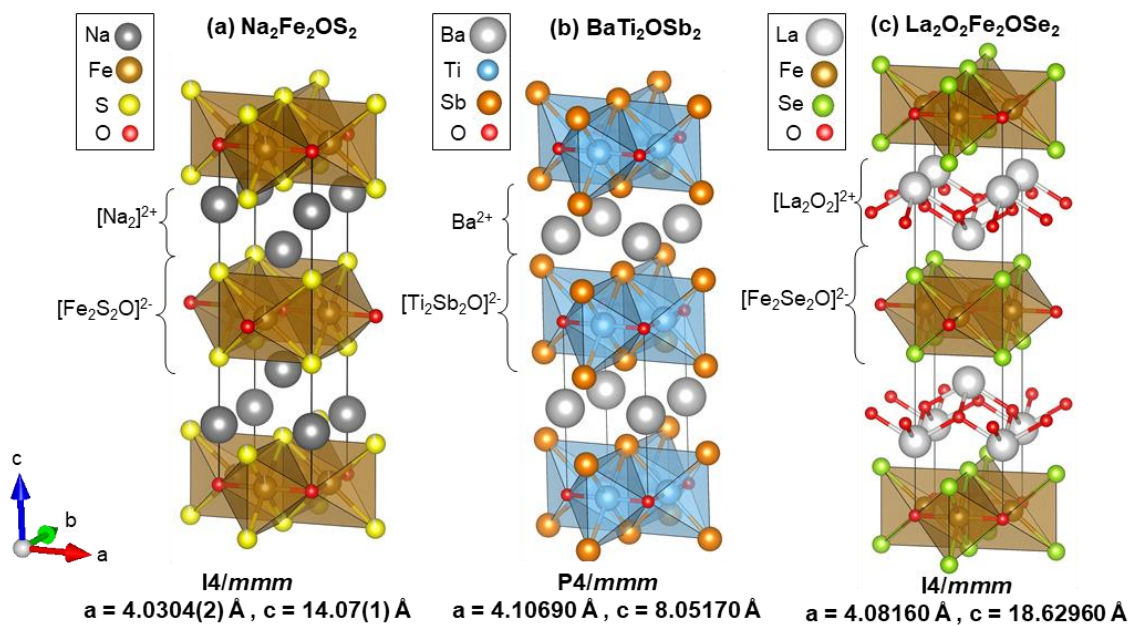 (a) Na₂Fe₂OS₂
Na
Fe
S
O
[Na₂]²⁺
[Fe₂S₂O]²⁻
I4/mmm
a = 4.0304(2) Å , c = 14.07(1) Å
(b) BaTi₂OSb₂
Ba
Ti
Sb
O
Ba²⁺
[Ti₂Sb₂O]²⁻
P4/mmm
a = 4.10690 Å, c = 8.05170 Å
(c) La₂O₂Fe₂OSe₂
La
Fe
Se
O
[La₂O₂]²⁺
[Fe₂Se₂O]²⁻
I4/mmm
a = 4.08160 Å , c = 18.62960 Å
c
b
a